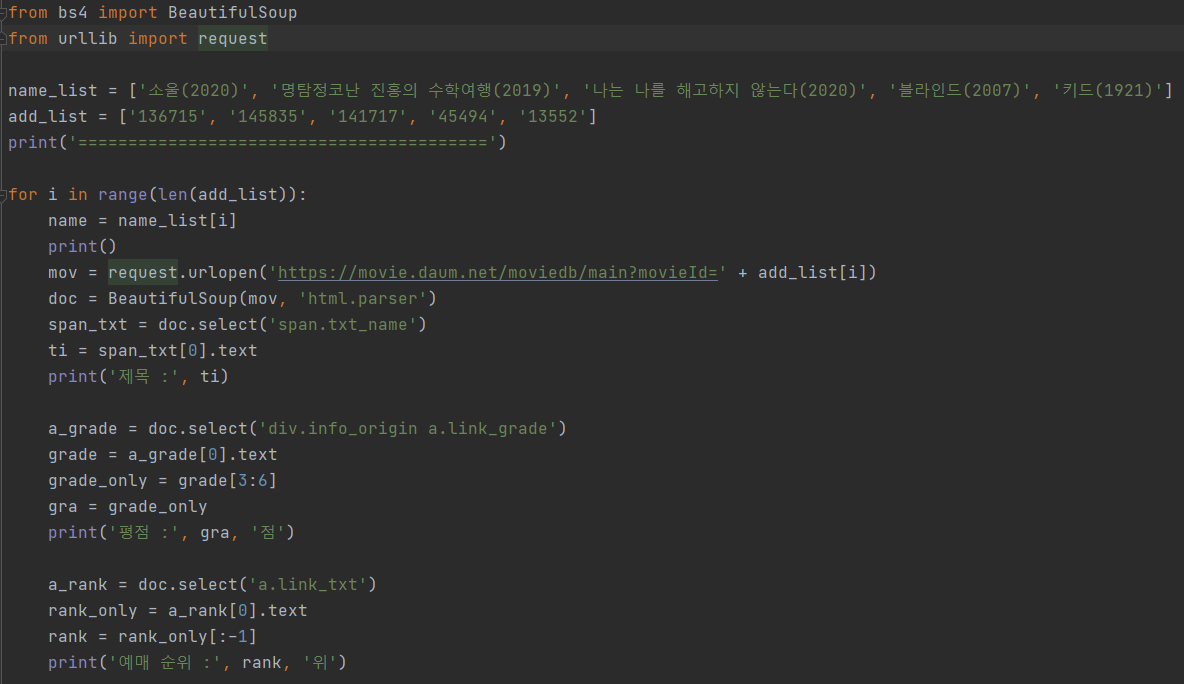 from bs4 import BeautifulSoup
from urllib import request

name_list = ['소울(2020)', '명탐정코난 진홍의 수학여행(2019)', '나는 나를 해고하지 않는다(2020)', '블라인드(2007)', '키드(1921)']
add_list = ['136715', '145835', '141717', '45494', '13552']
print('=========================================')

for i in range(len(add_list)):
    name = name_list[i]
    print()
    mov = request.urlopen('https://movie.daum.net/moviedb/main?movieId=' + add_list[i])
    doc = BeautifulSoup(mov, 'html.parser')
    span_txt = doc.select('span.txt_name')
    ti = span_txt[0].text
    print('제목 :', ti)

    a_grade = doc.select('div.info_origin a.link_grade')
    grade = a_grade[0].text
    grade_only = grade[3:6]
    gra = grade_only
    print('평점 :', gra, '점')

    a_rank = doc.select('a.link_txt')
    rank_only = a_rank[0].text
    rank = rank_only[:-1]
    print('예매 순위 :', rank, '위')